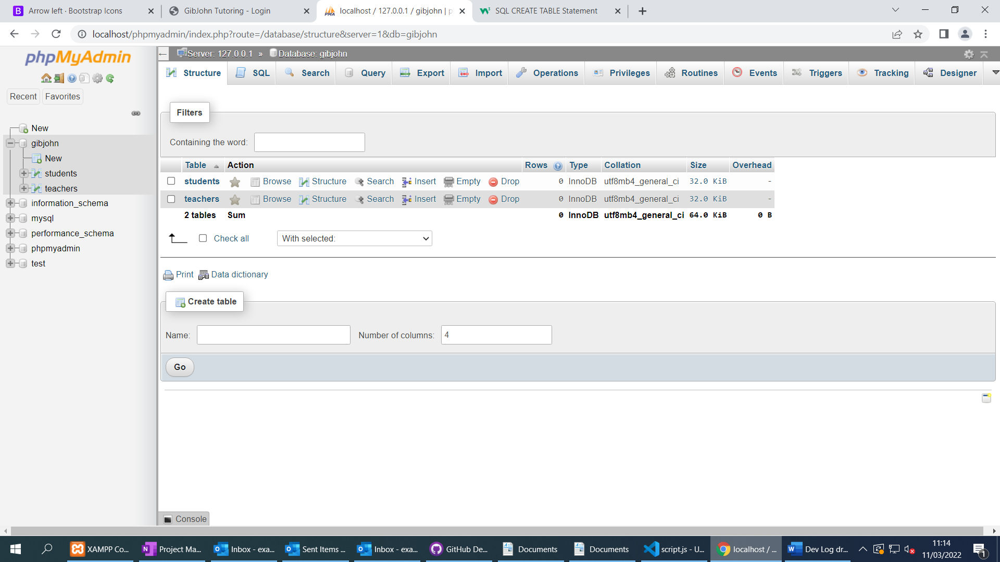 Arrow left · Bootstrap Icons
GibJohn Tutoring - Login
localhost / 127.0.0.1 / gibjohn | p
SQL CREATE TABLE Statement
localhost/phpmyadmin/index.php?route=/database/structure&server=1&db=gibjohn
phpMyAdmin
Recent
Favorites
New
gibjohn
New
students
teachers
information_schema
mysql
performance_schema
phpmyadmin
test
Server: 127.0.0.1 » Database: gibjohn
Structure SQL Search Query Export Import Operations Privileges Routines Events Triggers Tracking Designer
Filters
Containing the word:
Table Action Rows Type Collation Size Overhead
students Browse Structure Search Insert Empty Drop 0 InnoDB utf8mb4_general_ci 32.0 KiB -
teachers Browse Structure Search Insert Empty Drop 0 InnoDB utf8mb4_general_ci 32.0 KiB -
2 tables Sum 0 InnoDB utf8mb4_general_ci 64.0 KiB 0 B
Check all With selected:
Print Data dictionary
Create table
Name: Number of columns: 4
Go
Console
XAMPP Co... Project Ma... Inbox - exa... Sent Items ... Inbox - exa... GitHub De... Documents Documents script.js - U... localhost / ... Dev Log dr...
11:14
11/03/2022
1